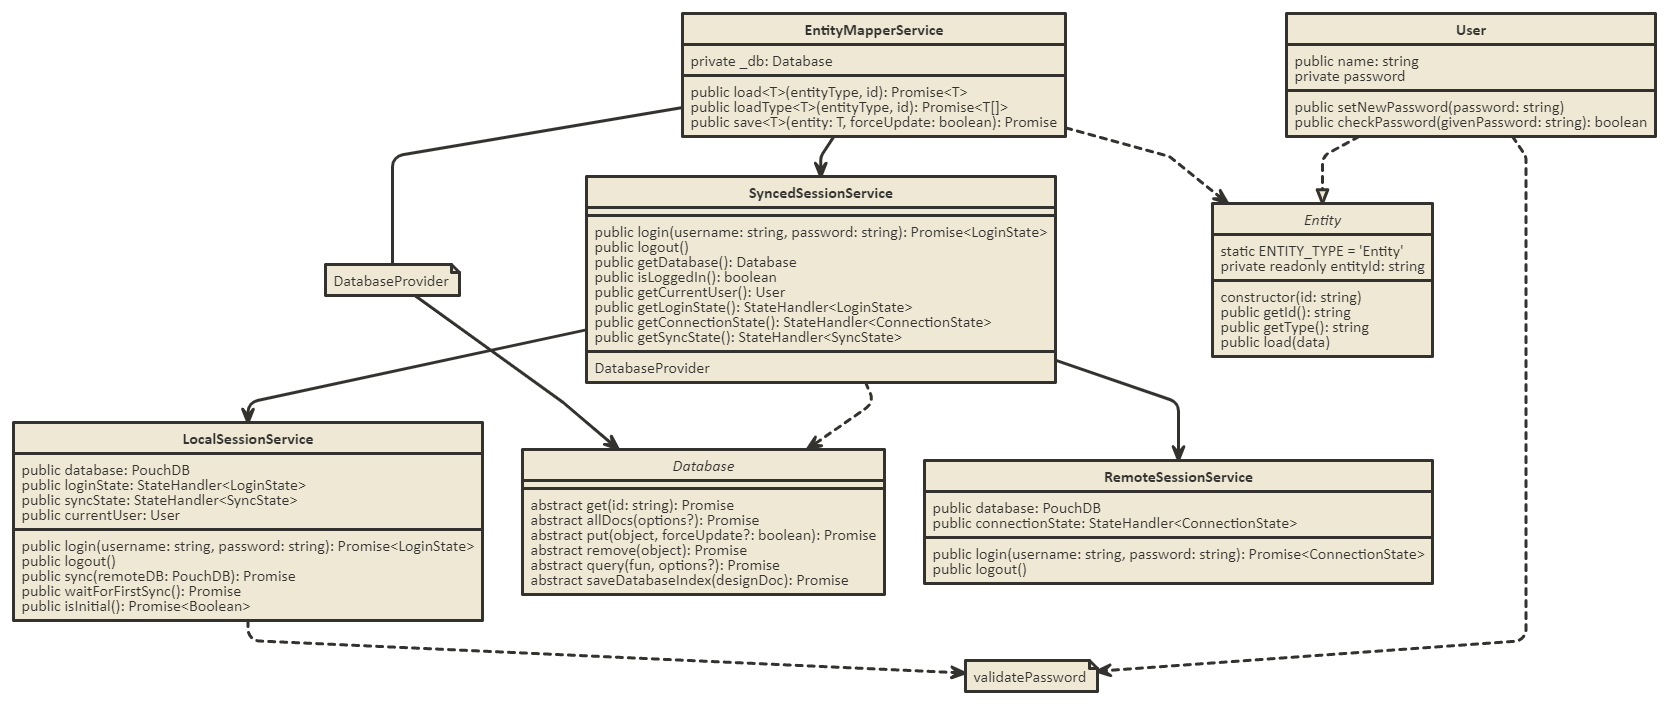 EntityMapperService
private _db: Database
public load<T>(entityType, id): Promise<T>
public loadType<T>(entityType, id): Promise<T[]>
public save<T>(entity: T, forceUpdate: boolean): Promise
User
public name: string
private password
public setNewPassword(password: string)
public checkPassword(givenPassword: string): boolean
SyncedSessionService
public login(username: string, password: string): Promise<LoginState>
public logout()
public getDatabase(): Database
public isLoggedIn(): boolean
public getCurrentUser(): User
public getLoginState(): StateHandler<LoginState>
public getConnectionState(): StateHandler<ConnectionState>
public getSyncState(): StateHandler<SyncState>
DatabaseProvider
Entity
static ENTITY_TYPE = 'Entity'
private readonly entityId: string
constructor(id: string)
public getId(): string
public getType(): string
public load(data)
DatabaseProvider
LocalSessionService
public database: PouchDB
public loginState: StateHandler<LoginState>
public syncState: StateHandler<SyncState>
public currentUser: User
public login(username: string, password: string): Promise<LoginState>
public logout()
public sync(remoteDB: PouchDB): Promise
public waitForFirstSync(): Promise
public isInitial(): Promise<Boolean>
Database
abstract get(id: string): Promise
abstract allDocs(options?): Promise
abstract put(object, forceUpdate?: boolean): Promise
abstract remove(object): Promise
abstract query(fun, options?): Promise
abstract saveDatabaseIndex(designDoc): Promise
RemoteSessionService
public database: PouchDB
public connectionState: StateHandler<ConnectionState>
public login(username: string, password: string): Promise<ConnectionState>
public logout()
validatePassword